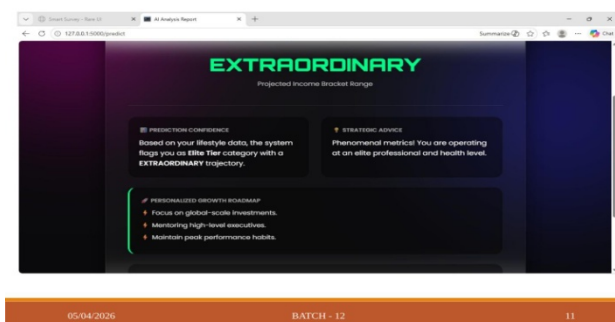 Smart Survey - Rare UI
AI Analysis Report
127.0.0.1:5000/predict
Summarize
Chat
EXTRAORDINARY
Projected Income Bracket Range
PREDICTION CONFIDENCE
Based on your lifestyle data, the system
flags you as Elite Tier category with a
EXTRAORDINARY trajectory.
STRATEGIC ADVICE
Phenomenal metrics! You are operating
at an elite professional and health level.
PERSONALIZED GROWTH ROADMAP
Focus on global-scale investments.
Mentoring high-level executives.
Maintain peak performance habits.
05/04/2026
BATCH - 12
11